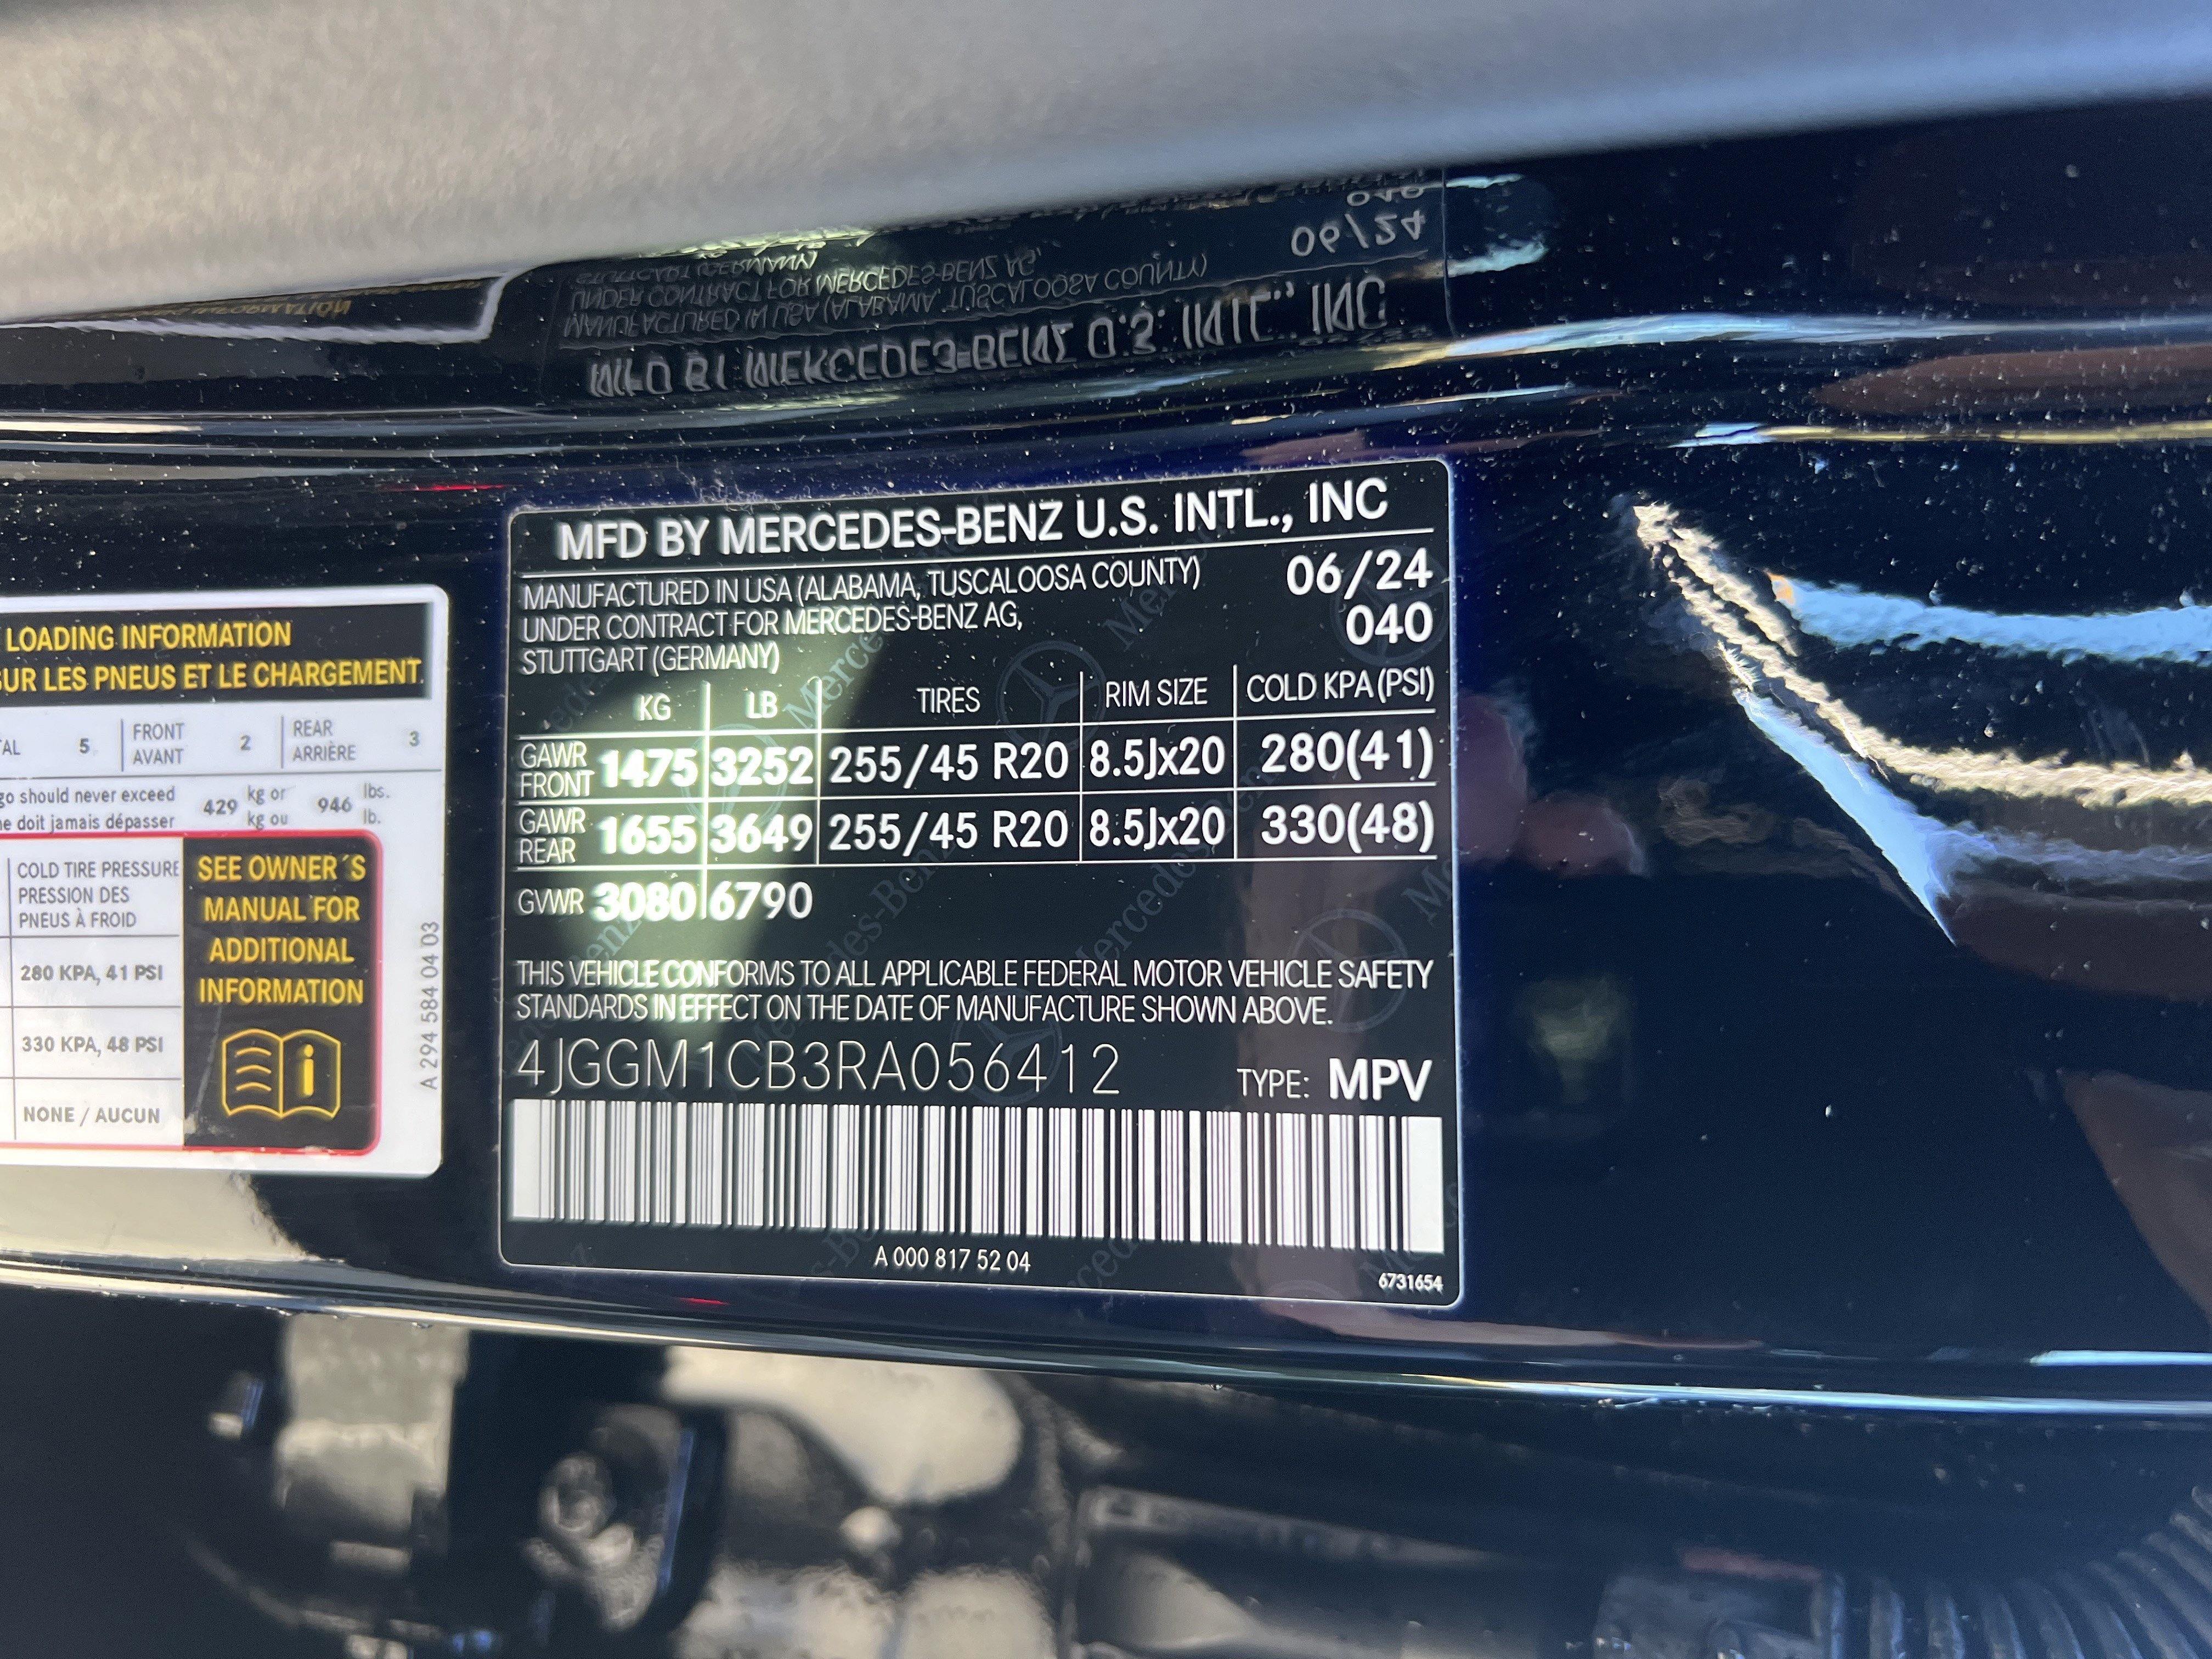 LOADING INFORMATION
SUR LES PNEUS ET LE CHARGEMENT
AL 5 FRONT AVANT 2 REAR ARRIÈRE 3
go should never exceed 429 kg or 946 lbs.
ne doit jamais dépasser kg ou lb.
COLD TIRE PRESSURE
PRESSION DES
PNEUS À FROID
280 KPA, 41 PSI
330 KPA, 48 PSI
NONE / AUCUN
SEE OWNER´S
MANUAL FOR
ADDITIONAL
INFORMATION
A 294 584 04 03
MFD BY MERCEDES-BENZ U.S. INTL., INC
MANUFACTURED IN USA (ALABAMA, TUSCALOOSA COUNTY) 06/24
UNDER CONTRACT FOR MERCEDES-BENZ AG, 040
STUTTGART (GERMANY)
KG LB TIRES RIM SIZE COLD KPA (PSI)
GAWR FRONT 1475 3252 255/45 R20 8.5Jx20 280(41)
GAWR REAR 1655 3649 255/45 R20 8.5Jx20 330(48)
GVWR 3080 6790
THIS VEHICLE CONFORMS TO ALL APPLICABLE FEDERAL MOTOR VEHICLE SAFETY
STANDARDS IN EFFECT ON THE DATE OF MANUFACTURE SHOWN ABOVE.
4JGGM1CB3RA056412 TYPE: MPV
A 000 817 52 04
6731654